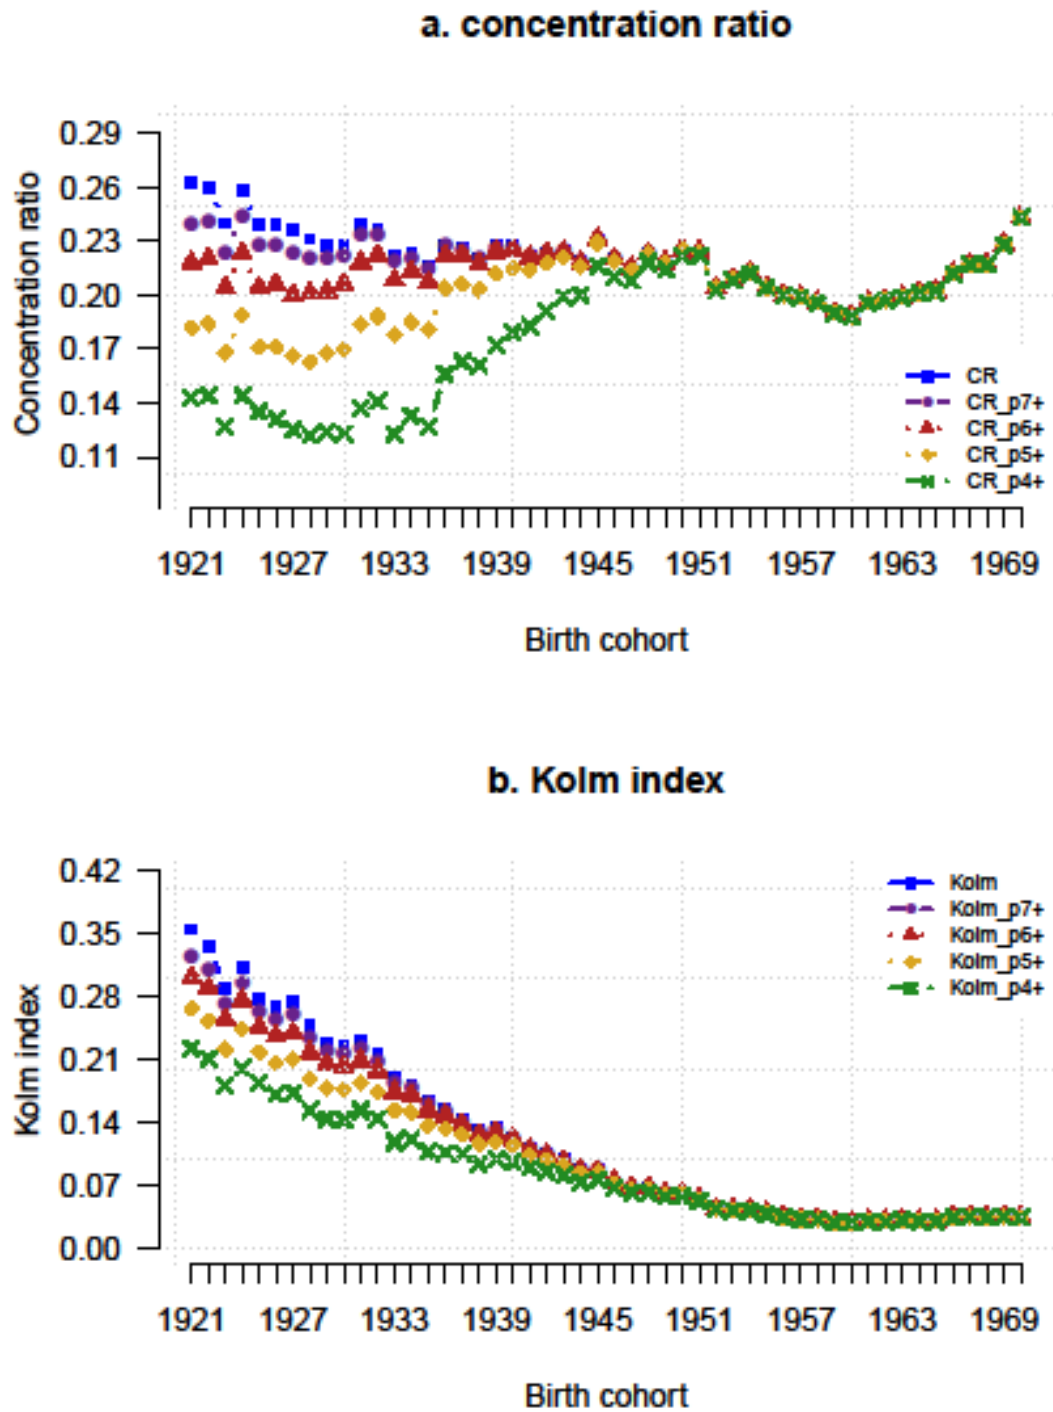 a. concentration ratio
Concentration ratio
0.29
0.26
0.23
0.20
0.17
0.14
0.11
CR
CR_p7+
CR_p6+
CR_p5+
CR_p4+
1921 1927 1933 1939 1945 1951 1957 1963 1969
Birth cohort
b. Kolm index
Kolm index
0.42
0.35
0.28
0.21
0.14
0.07
0.00
Kolm
Kolm_p7+
Kolm_p6+
Kolm_p5+
Kolm_p4+
1921 1927 1933 1939 1945 1951 1957 1963 1969
Birth cohort